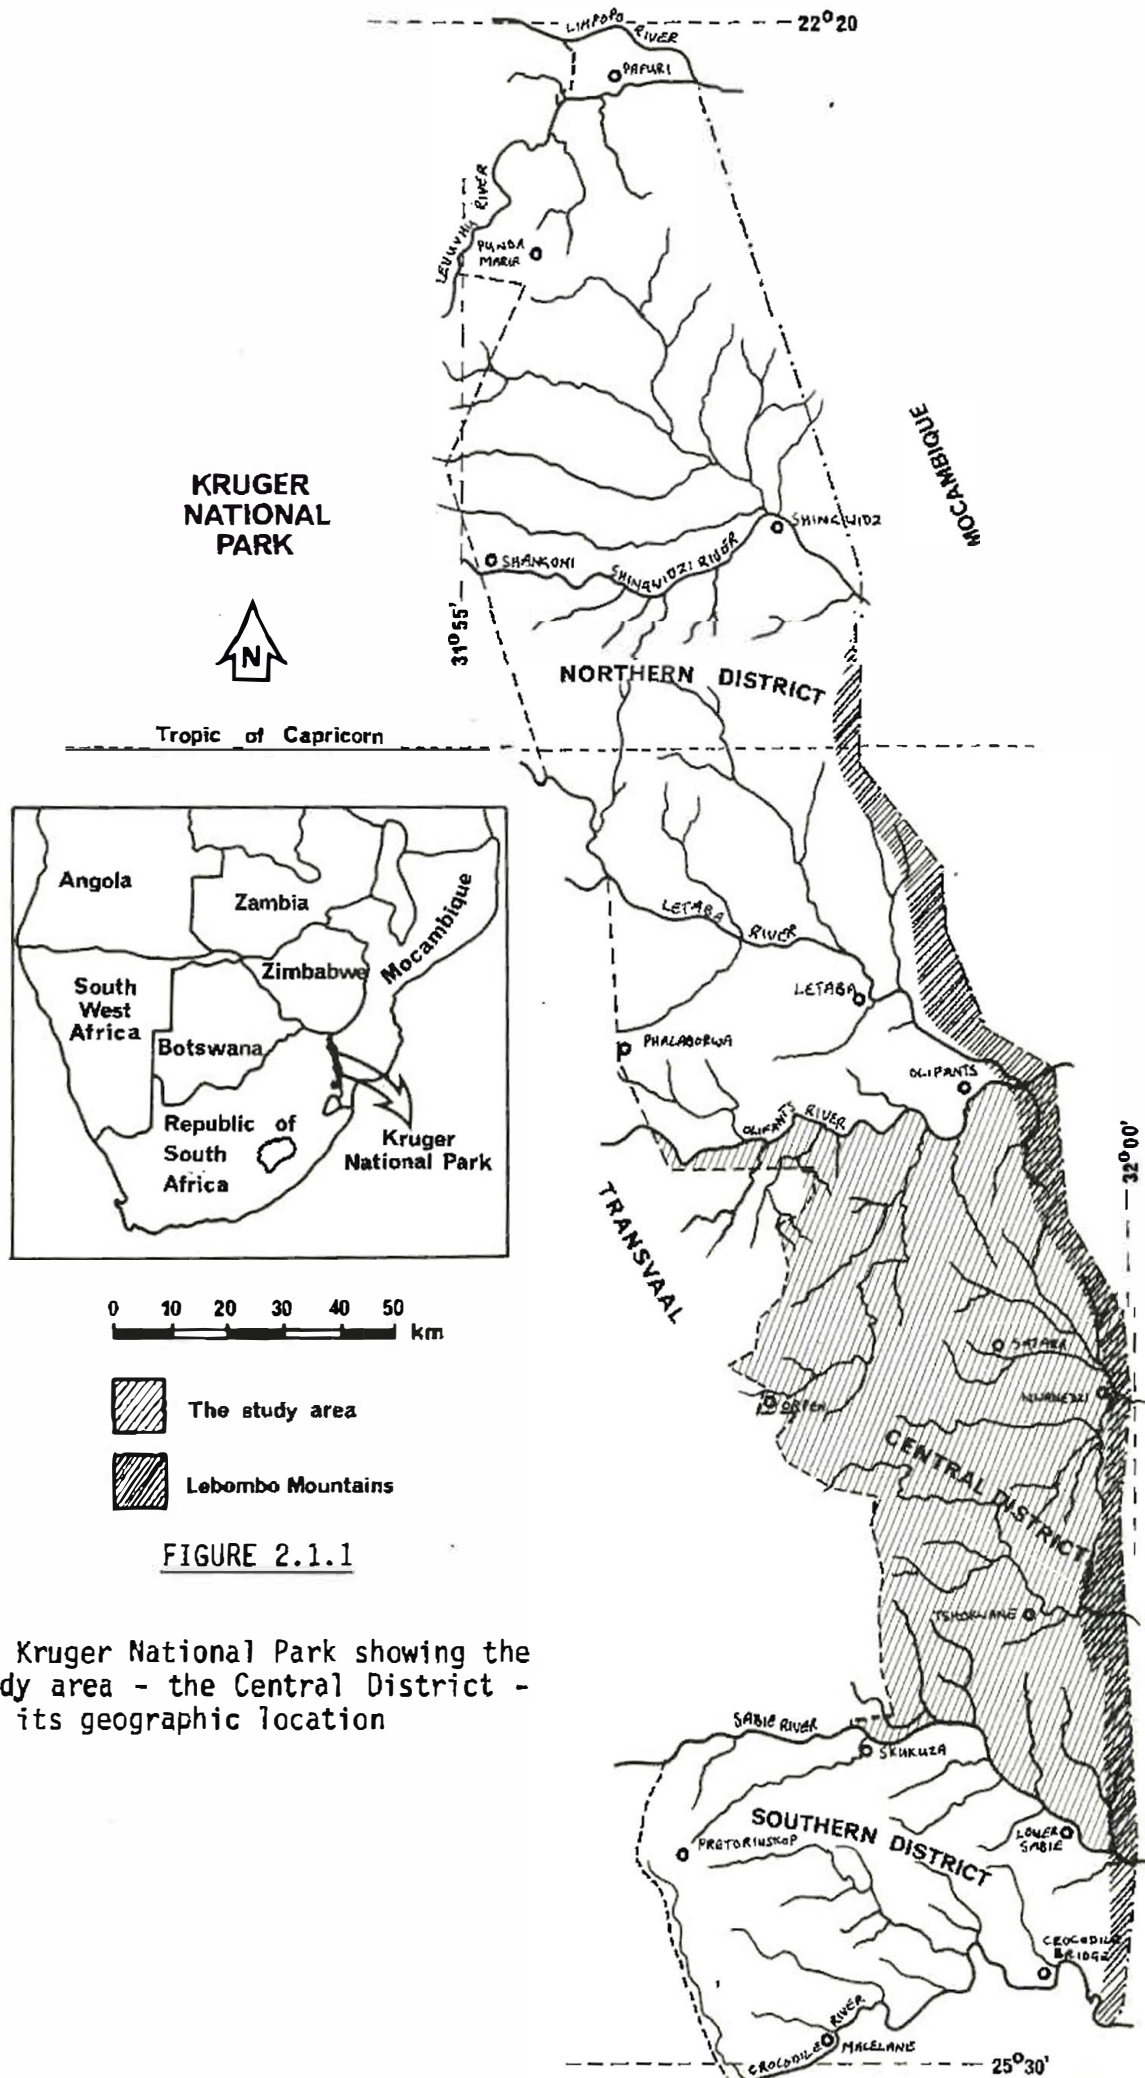 LIMPOPO RIVER
22°20
PAFURI
LEVUVHU RIVER
PUNDA
MARIA
MOCAMBIQUE
KRUGER
NATIONAL
PARK
N
31°55'
SHINGWIDZ
SHANGONI
SHINGWIDZI RIVER
NORTHERN DISTRICT
Tropic of Capricorn
Angola
Zambia
Mocambique
Zimbabwe
South
West
Africa
Botswana
Republic of
South
Africa
Kruger
National Park
LETABA RIVER
LETABA
PHALABORWA
OLIFANTS
OLIFANTS RIVER
32°00'
TRANSVAAL
0 10 20 30 40 50
km
SATARA
NWANEDZI
ORPEN
The study area
CENTRAL DISTRICT
Lebombo Mountains
FIGURE 2.1.1
TSHOKWANE
Kruger National Park showing the
dy area - the Central District -
its geographic location
SABIE RIVER
SKUKUZA
SOUTHERN DISTRICT
LOWER
SABIE
PRETORIUSKOP
CROCODILE
BRIDGE
CROCODILE RIVER
MALELANE
25°30'